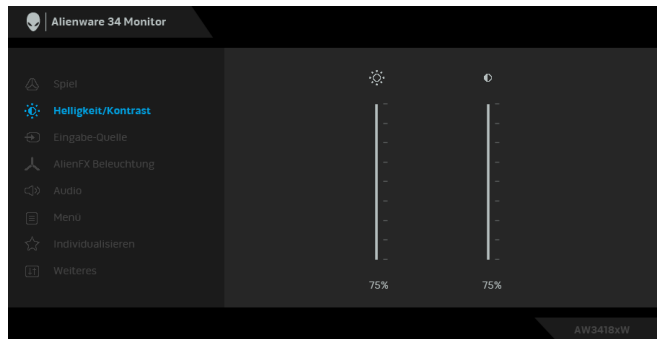 Alienware 34 Monitor
Spiel
Helligkeit/Kontrast
Eingabe-Quelle
AlienFX Beleuchtung
Audio
Menü
Individualisieren
Weiteres
75% 75%
AW3418xW